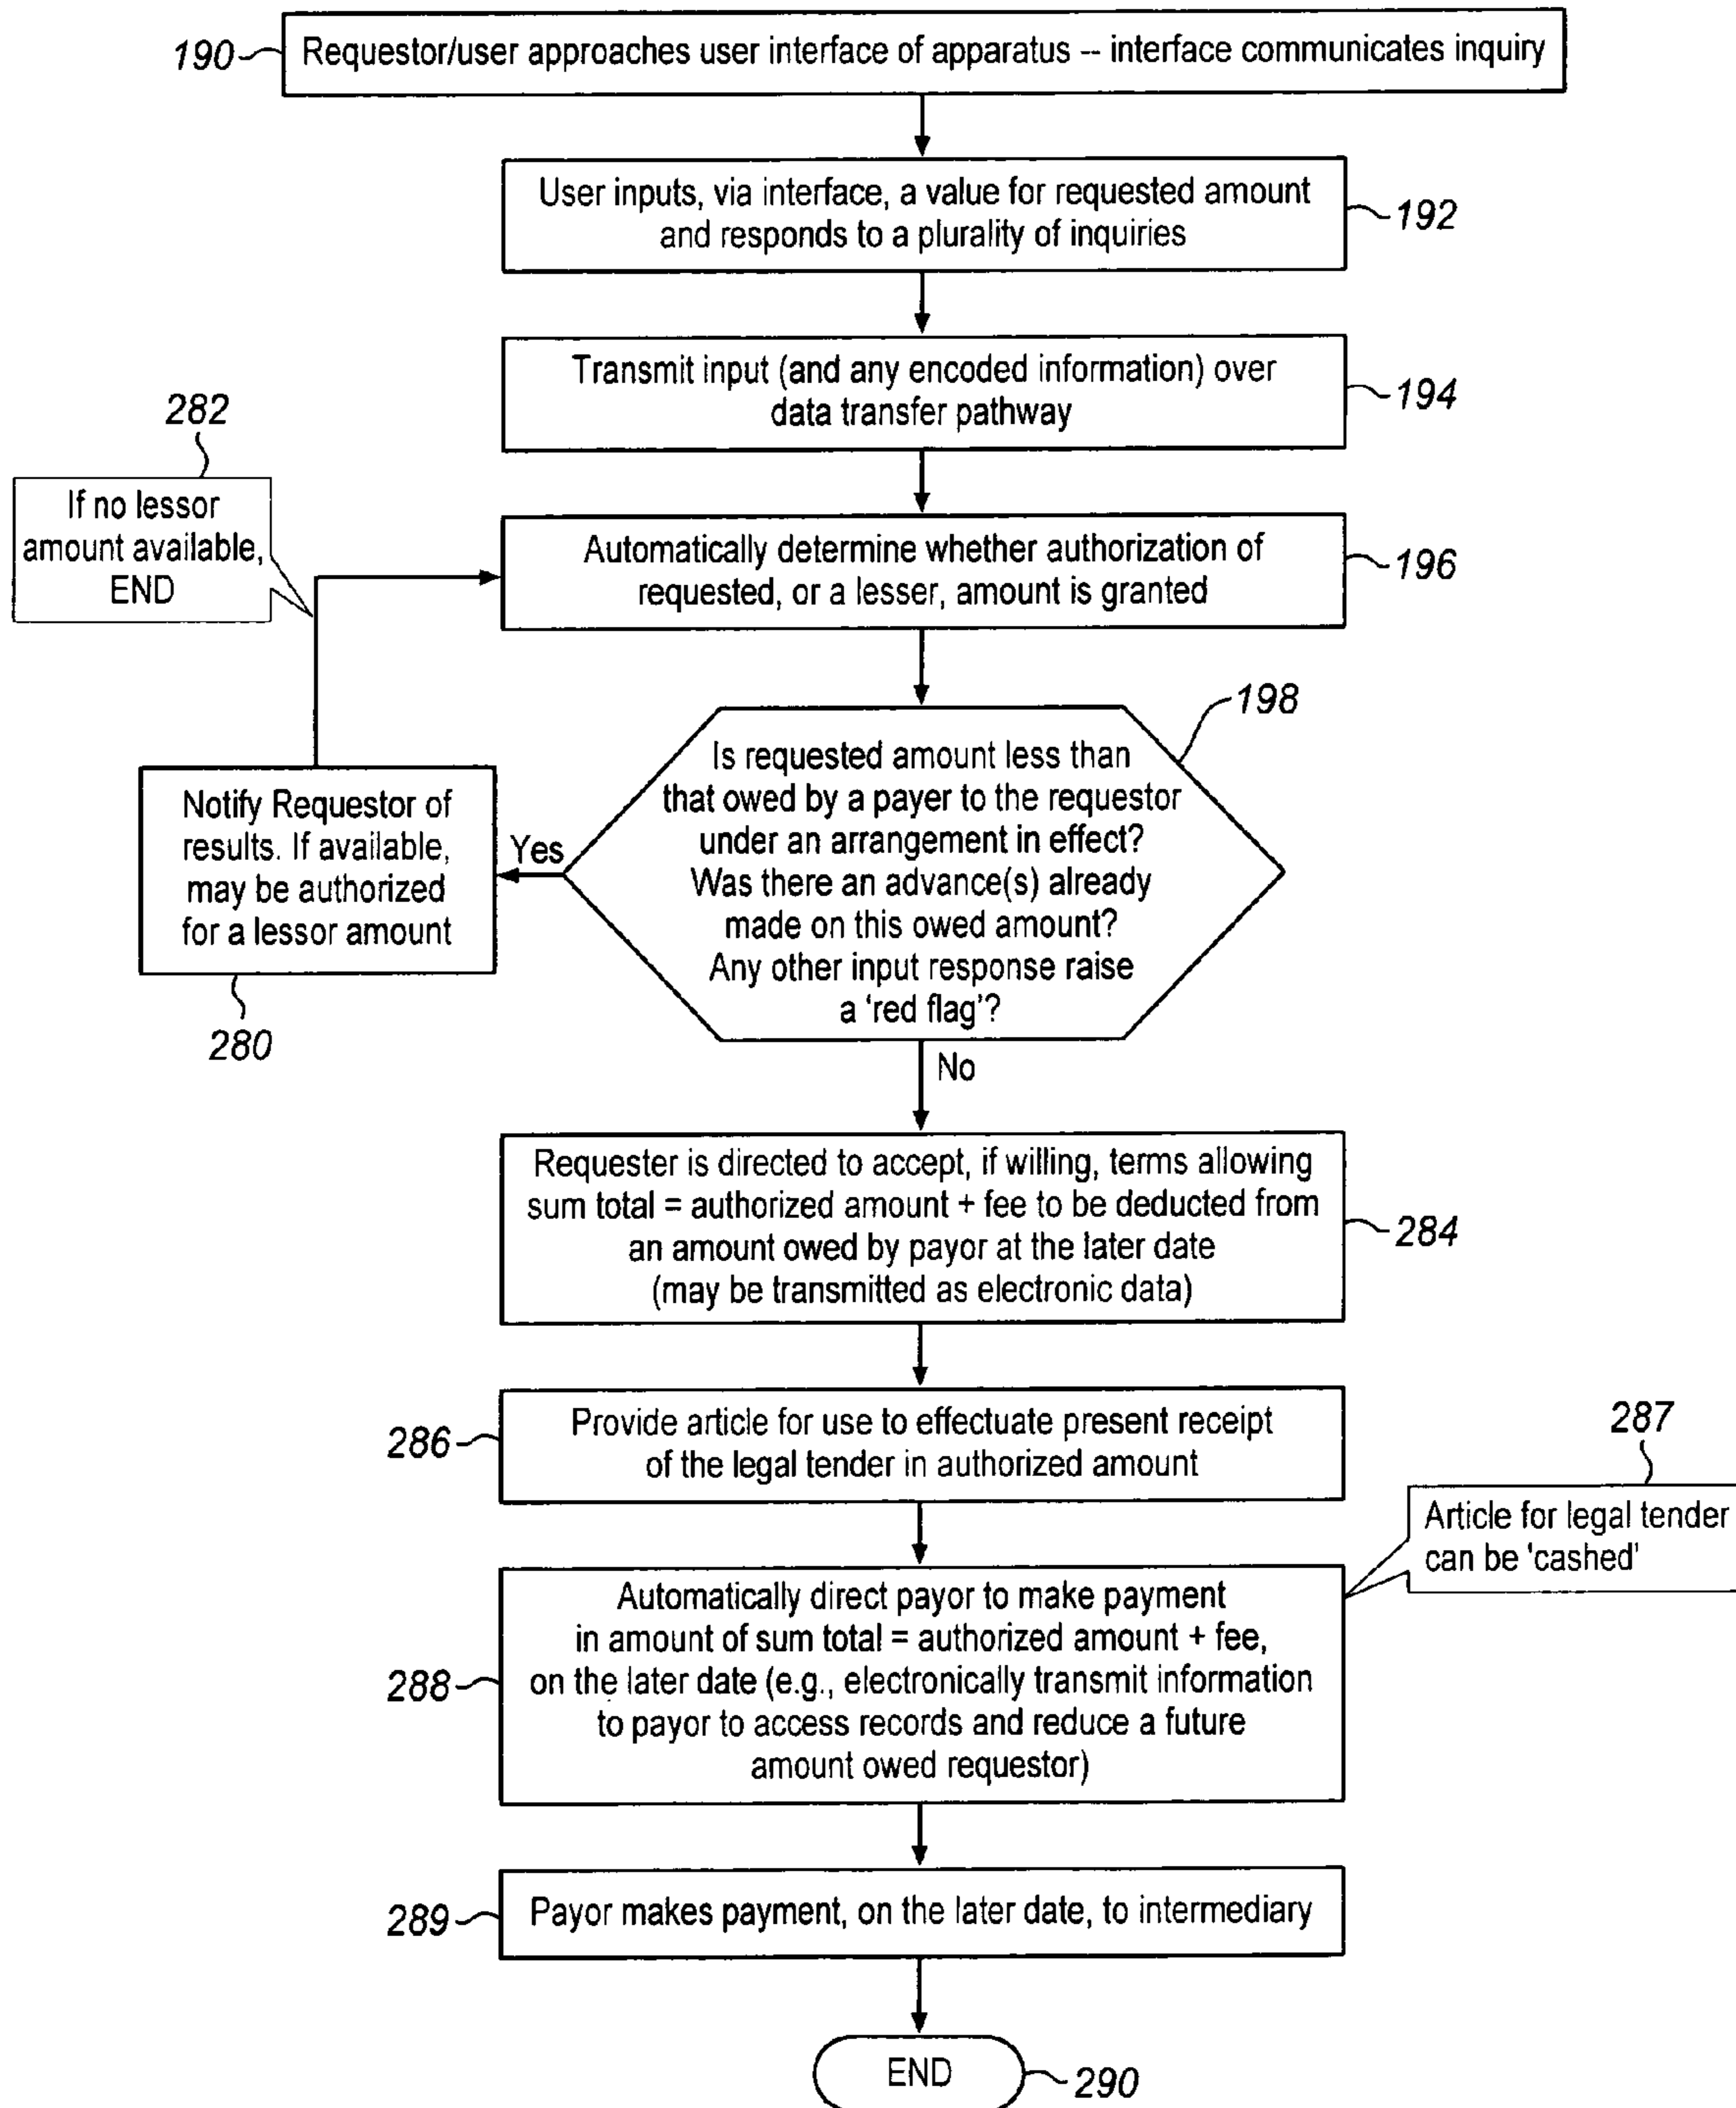 190
Requestor/user approaches user interface of apparatus -- interface communicates inquiry
User inputs, via interface, a value for requested amount
and responds to a plurality of inquiries
192
Transmit input (and any encoded information) over
data transfer pathway
194
282
If no lessor
amount available,
END
Automatically determine whether authorization of
requested, or a lesser, amount is granted
196
198
Is requested amount less than
that owed by a payer to the requestor
under an arrangement in effect?
Was there an advance(s) already
made on this owed amount?
Any other input response raise
a ‘red flag’?
Yes
Notify Requestor of
results. If available,
may be authorized
for a lessor amount
280
No
Requester is directed to accept, if willing, terms allowing
sum total = authorized amount + fee to be deducted from
an amount owed by payor at the later date
(may be transmitted as electronic data)
284
286
Provide article for use to effectuate present receipt
of the legal tender in authorized amount
287
Article for legal tender
can be 'cashed'
288
Automatically direct payor to make payment
in amount of sum total = authorized amount + fee,
on the later date (e.g., electronically transmit information
to payor to access records and reduce a future
amount owed requestor)
289
Payor makes payment, on the later date, to intermediary
END
290